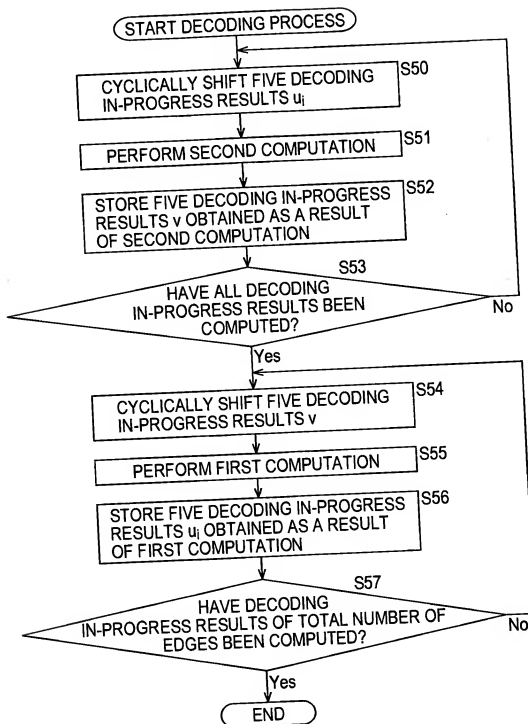 START DECODING PROCESS
S50
CYCLICALLY SHIFT FIVE DECODING
IN-PROGRESS RESULTS ui
S51
PERFORM SECOND COMPUTATION
S52
STORE FIVE DECODING IN-PROGRESS
RESULTS v OBTAINED AS A RESULT
OF SECOND COMPUTATION
S53
HAVE ALL DECODING
IN-PROGRESS RESULTS BEEN
COMPUTED?
No
Yes
S54
CYCLICALLY SHIFT FIVE DECODING
IN-PROGRESS RESULTS v
S55
PERFORM FIRST COMPUTATION
S56
STORE FIVE DECODING IN-PROGRESS
RESULTS ui OBTAINED AS A RESULT
OF FIRST COMPUTATION
S57
HAVE DECODING
IN-PROGRESS RESULTS OF TOTAL NUMBER OF
EDGES BEEN COMPUTED?
No
Yes
END